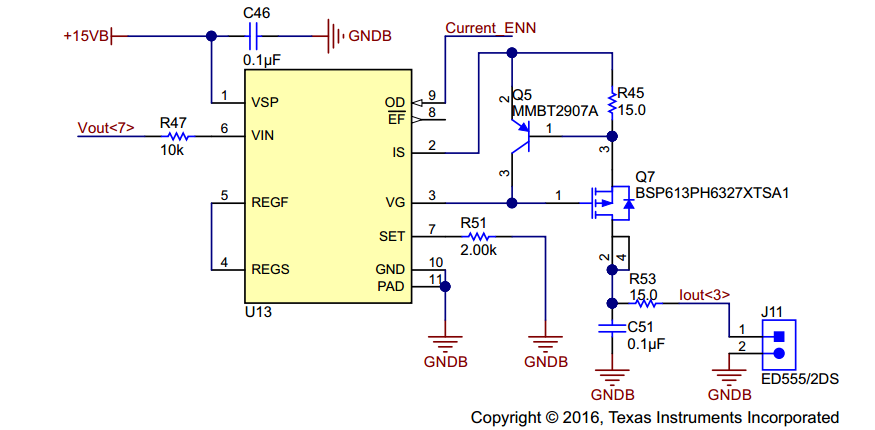 C46
+15VB
GNDB
0.1µF
Current_ENN
1
VSP
OD
9
EF
8
Q5
MMBT2907A
2
R45
15.0
Vout<7>
R47
10k
6
VIN
IS
2
1
3
3
Q7
BSP613PH6327XTSA1
5
REGF
VG
3
1
SET
7
R51
2.00k
4
REGS
GND
10
PAD
11
2
4
U13
R53
15.0
Iout<3>
C51
0.1µF
J11
1
2
GNDB
GNDB
GNDB
GNDB
ED555/2DS
Copyright © 2016, Texas Instruments Incorporated